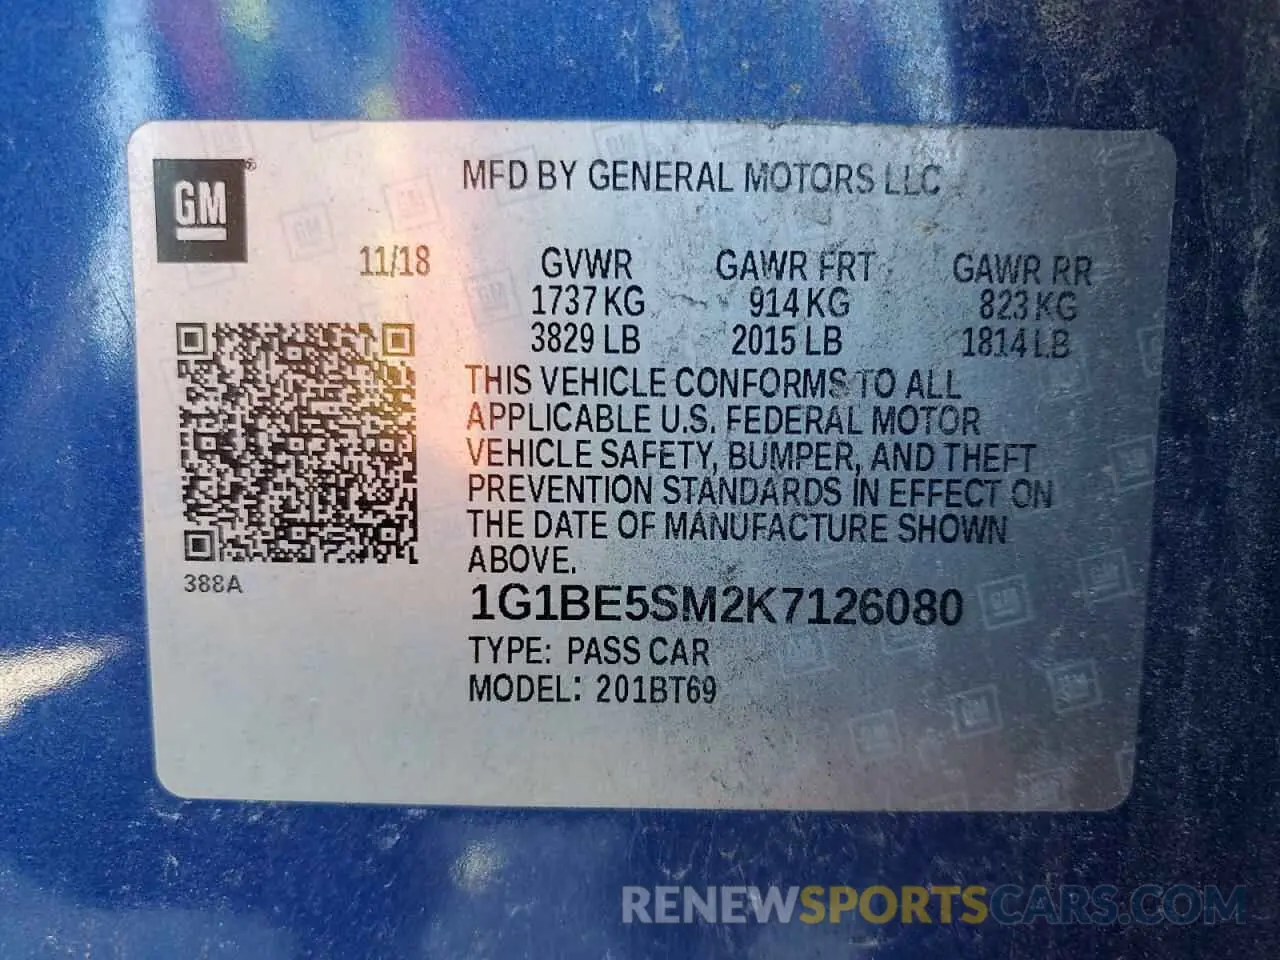 GM
MFD BY GENERAL MOTORS LLC
11/18
GVWR GAWR FRT GAWR RR
1737 KG 914 KG 823 KG
3829 LB 2015 LB 1814 LB
THIS VEHICLE CONFORMS TO ALL
APPLICABLE U.S. FEDERAL MOTOR
VEHICLE SAFETY, BUMPER, AND THEFT
PREVENTION STANDARDS IN EFFECT ON
THE DATE OF MANUFACTURE SHOWN
ABOVE.
388A
1G1BE5SM2K7126080
TYPE: PASS CAR
MODEL: 201BT69
RENEWSPORTSCARS.COM